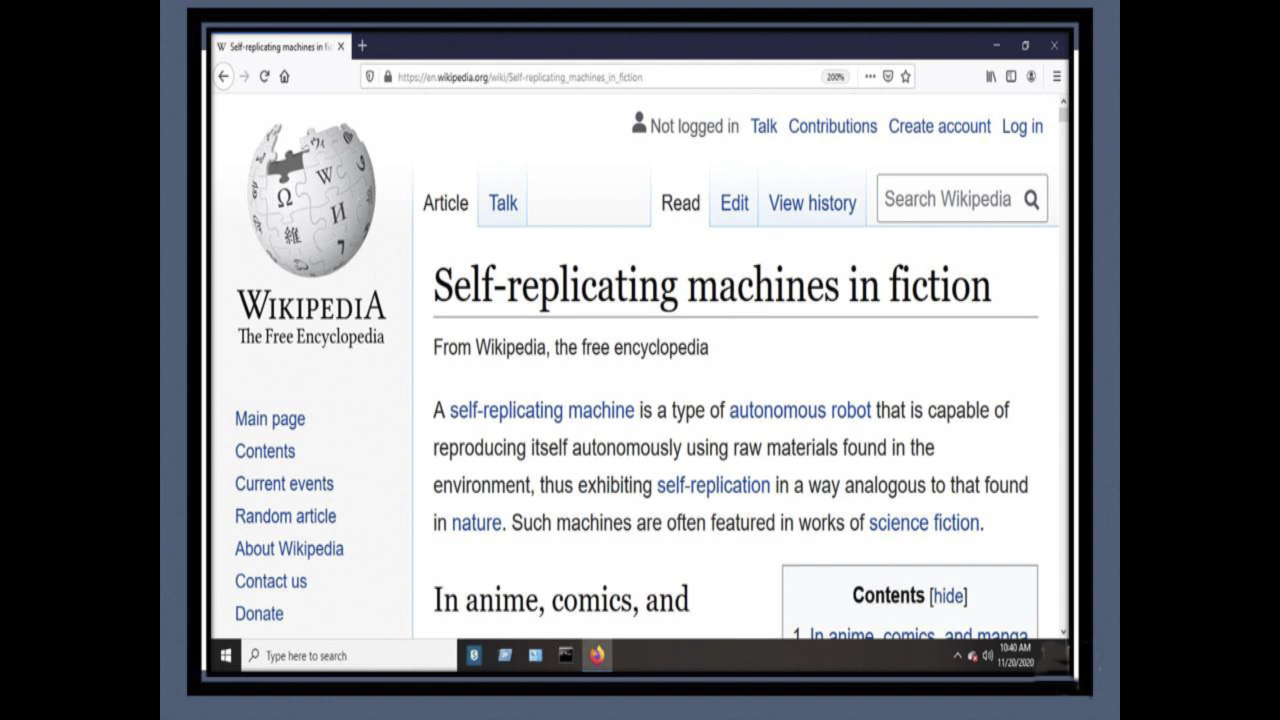 Self-replicating machines in fic
https://en.wikipedia.org/wiki/Self-replicating_machines_in_fiction
200%
Not logged in Talk Contributions Create account Log in
Article Talk Read Edit View history Search Wikipedia
WIKIPEDIA
The Free Encyclopedia
Main page
Contents
Current events
Random article
About Wikipedia
Contact us
Donate
Self-replicating machines in fiction
From Wikipedia, the free encyclopedia
A self-replicating machine is a type of autonomous robot that is capable of
reproducing itself autonomously using raw materials found in the
environment, thus exhibiting self-replication in a way analogous to that found
in nature. Such machines are often featured in works of science fiction.
In anime, comics, and
Contents [hide]
1 In anime, comics, and manga
Type here to search
10:40 AM
11/20/2020